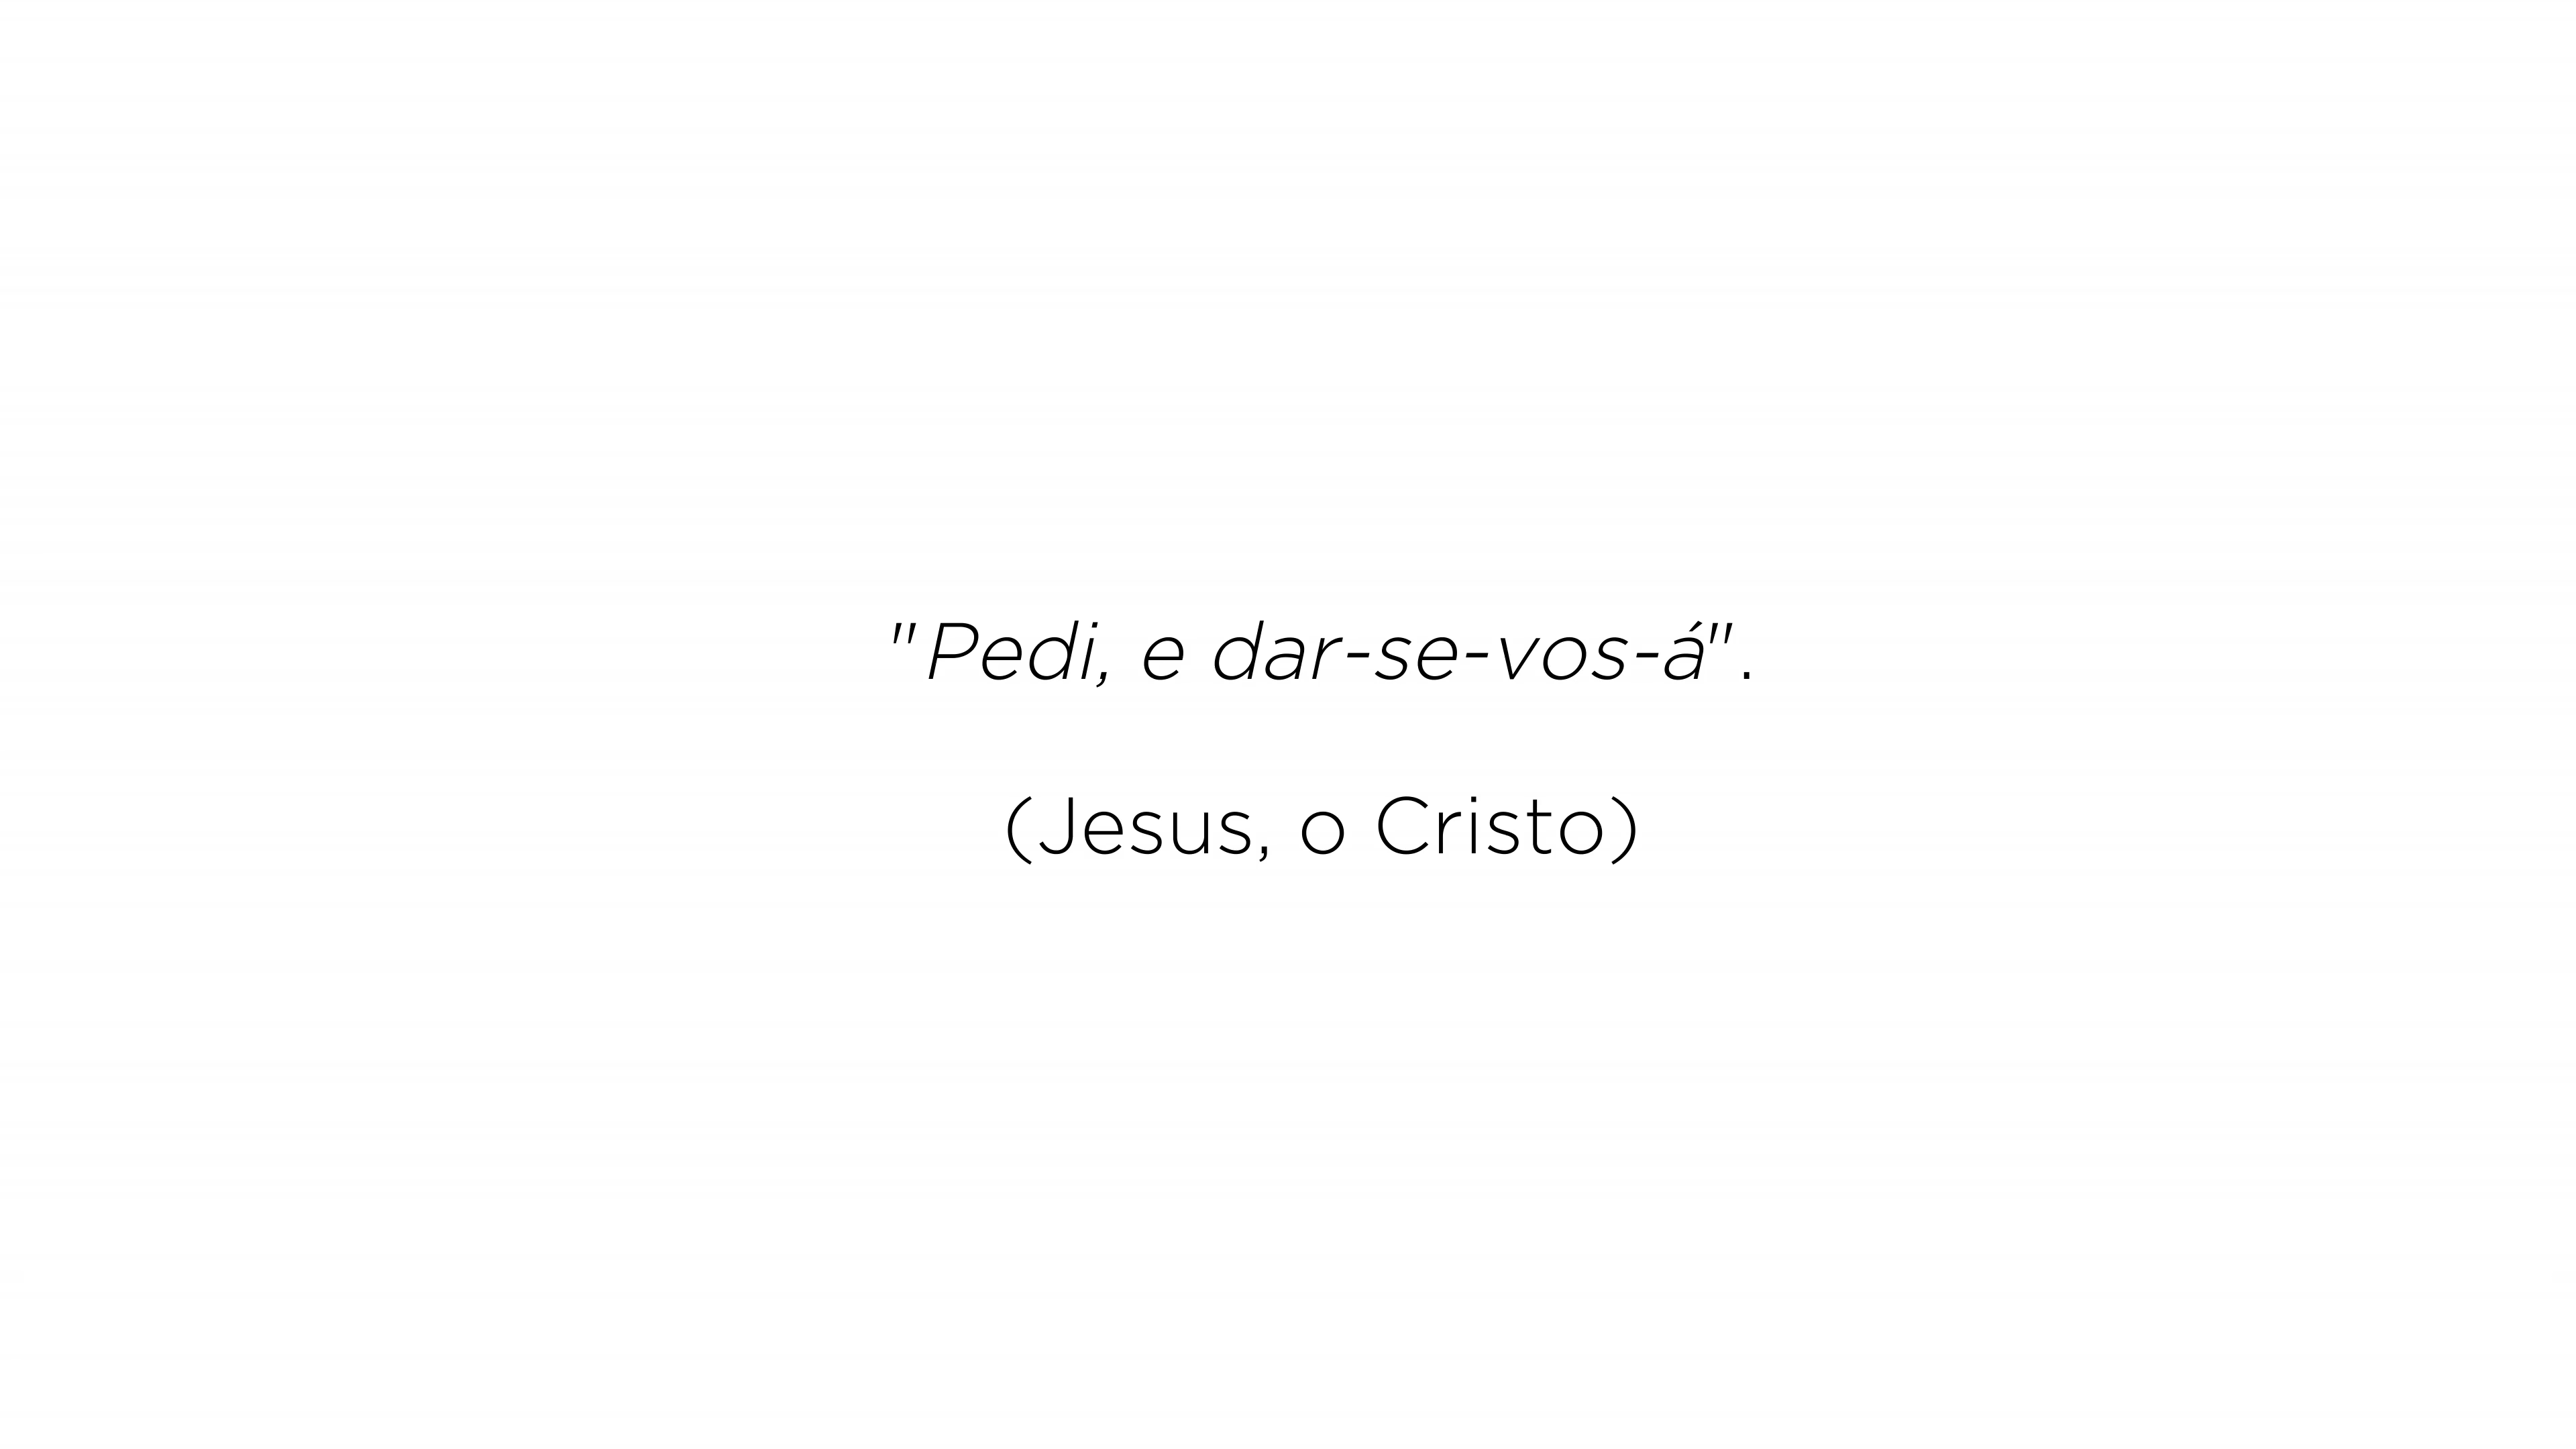 "Pedi, e dar-se-vos-á".
(Jesus, o Cristo)